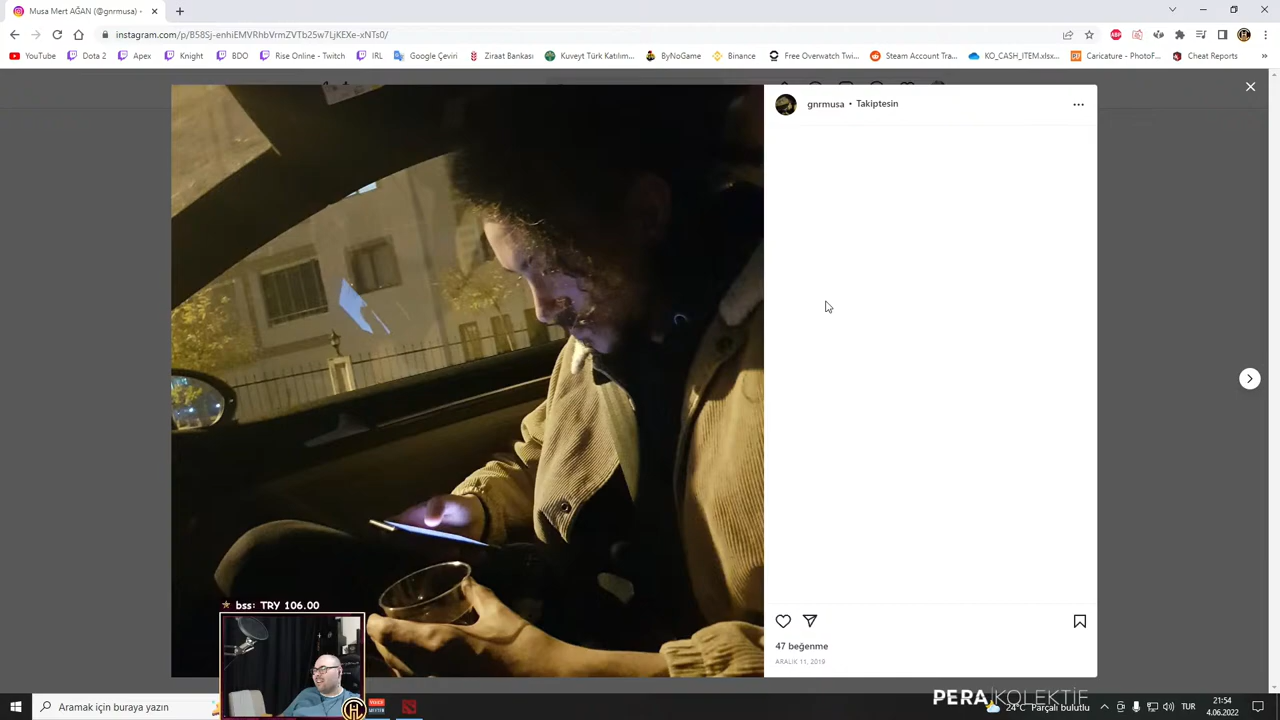 Musa Mert AĞAN (@gnrmusa) •
instagram.com/p/B58Sj-enhiEMVRhbVrmZVTb25w7LjKEXe-xNTs0/
YouTube Dota 2 Apex Knight BDO Rise Online - Twitch IRL Google Çeviri Ziraat Bankası Kuveyt Türk Katılım... ByNoGame Binance Free Overwatch Twi... Steam Account Tra... KO_CASH_ITEM.xlsx... Caricature - PhotoF... Cheat Reports
gnrmusa • Takiptesin
47 beğenme
ARALIK 11, 2019
bss: TRY 106.00
PERA KOLEKTİF
Aramak için buraya yazın
24°C Parçalı bulutlu
TUR
21:54
4.06.2022